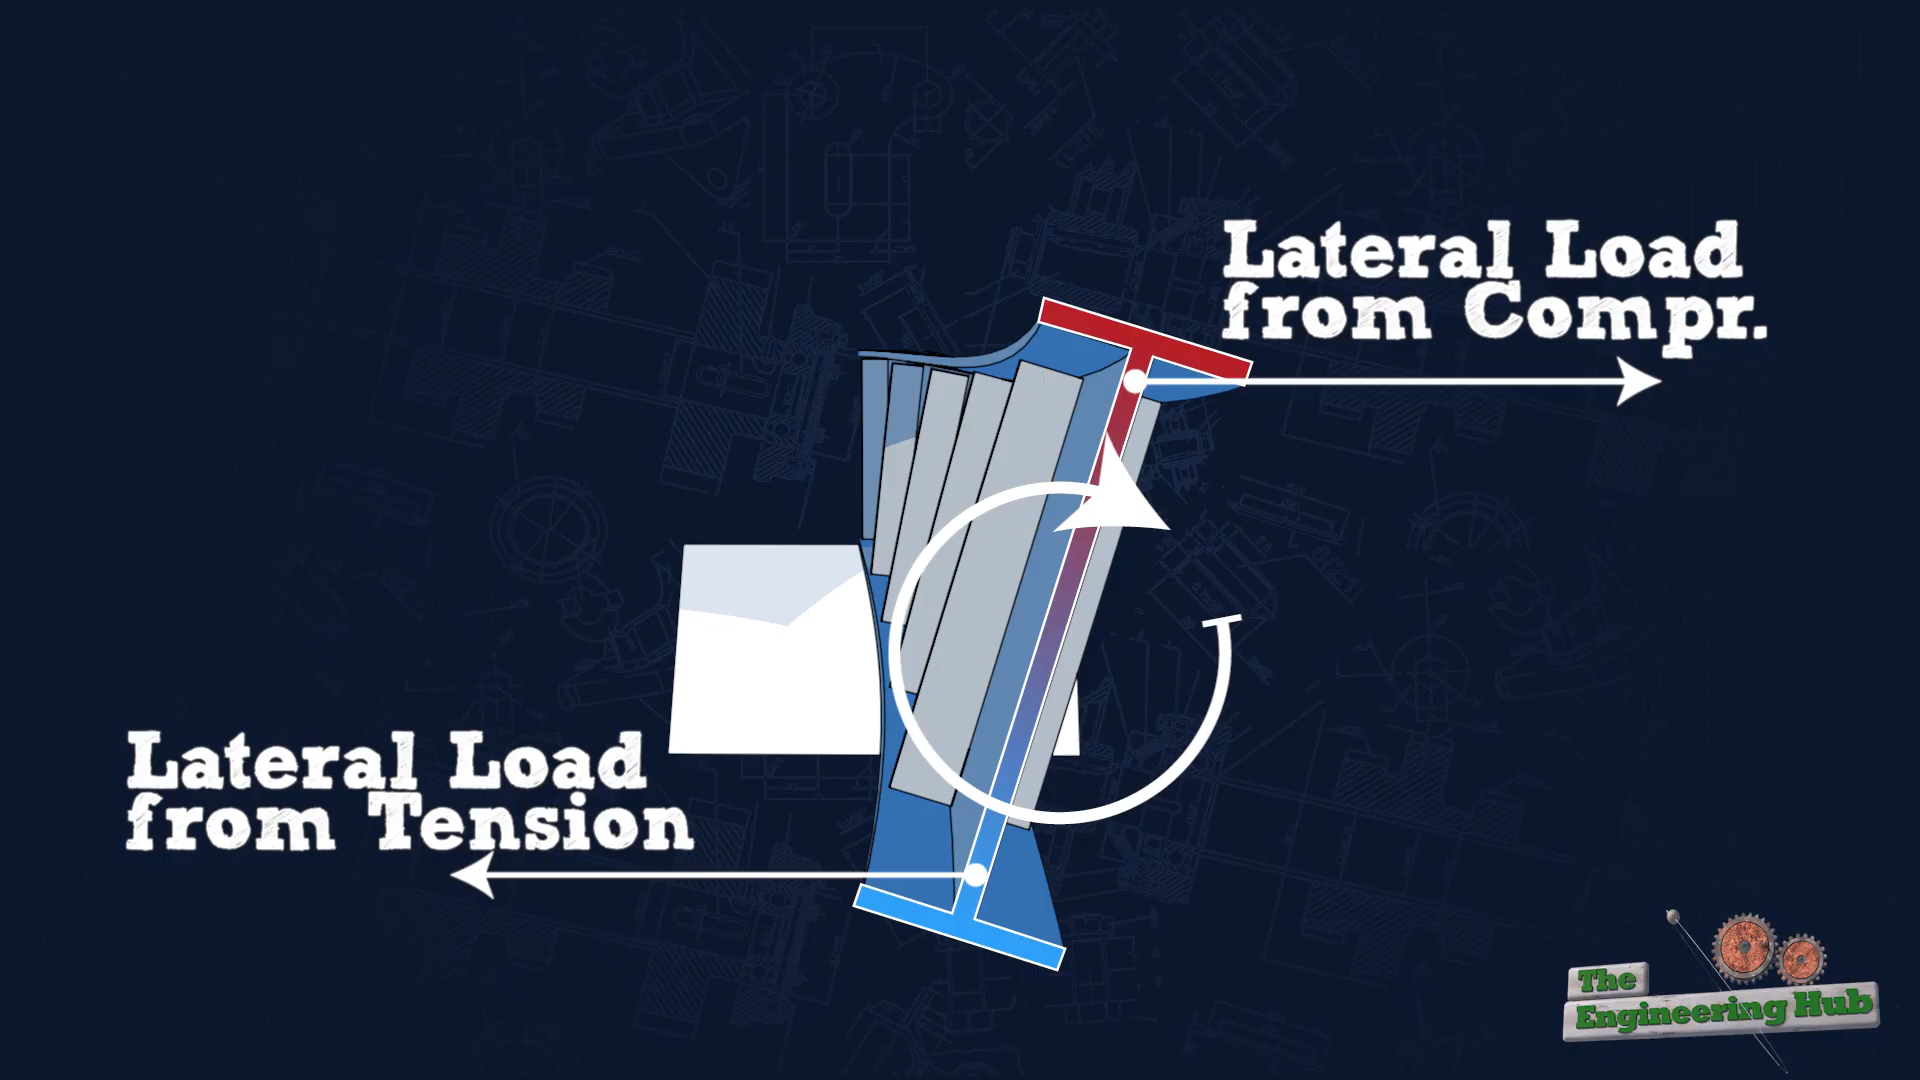 Lateral Load
from Compr.
Lateral Load
from Tension
The
Engineering Hub